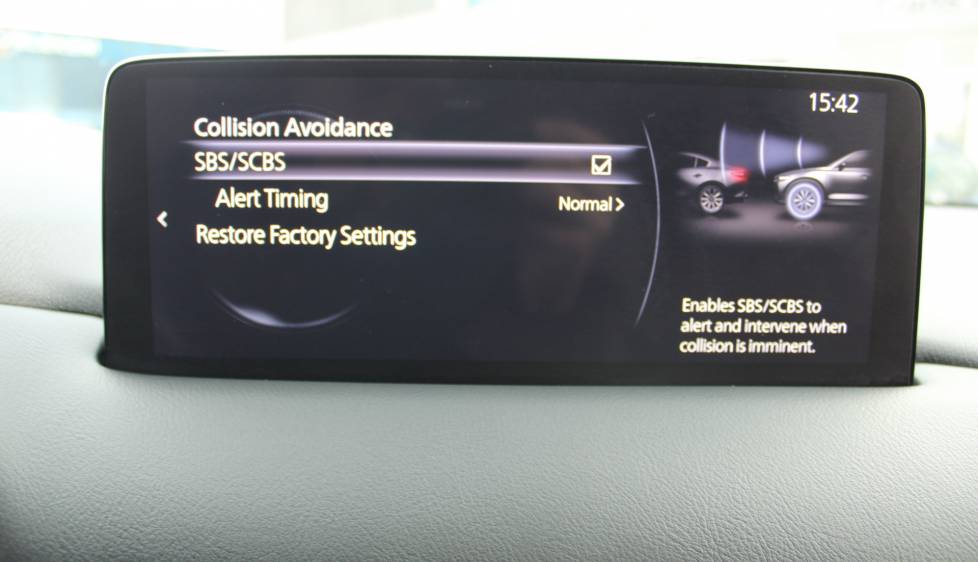 15:42
Collision Avoidance
SBS/SCBS
Alert Timing Normal >
Restore Factory Settings
Enables SBS/SCBS to
alert and intervene when
collision is imminent.